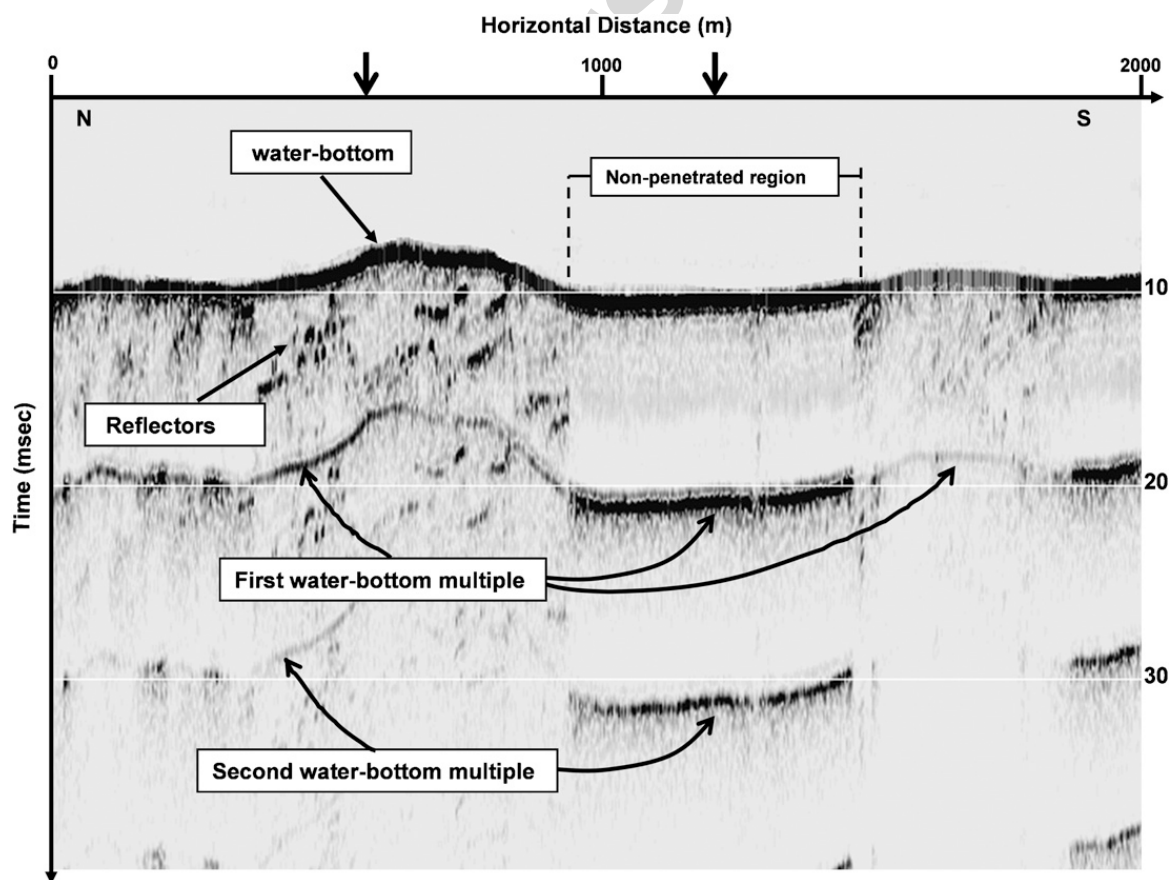 Horizontal Distance (m)
0
1000
2000
N
S
water-bottom
Non-penetrated region
10
Reflectors
Time (msec)
20
First water-bottom multiple
30
Second water-bottom multiple